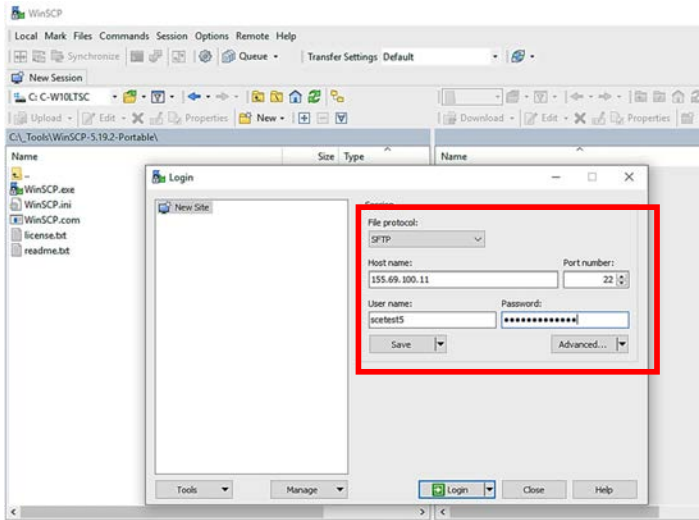 WinSCP
Local Mark Files Commands Session Options Remote Help
Synchronize Queue Transfer Settings Default
New Session
C: C-W10LTSC
Upload Edit Properties New Download Edit Properties
C:\_Tools\WinSCP-5.19.2-Portable\
Name Size Type Name
..
WinSCP.exe
WinSCP.ini
WinSCP.com
license.txt
readme.txt
Login
New Site
Session
File protocol:
SFTP
Host name: Port number:
155.69.100.11 22
User name: Password:
scetest5 •••••••••••••
Save Advanced...
Tools Manage Login Close Help